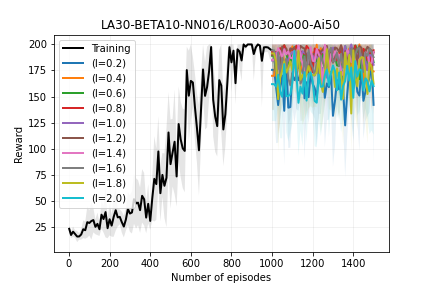 LA30-BETA10-NN016/LR0030-Ao00-Ai50
Reward
200
175
150
125
100
75
50
25
Training
(l=0.2)
(l=0.4)
(l=0.6)
(l=0.8)
(l=1.0)
(l=1.2)
(l=1.4)
(l=1.6)
(l=1.8)
(l=2.0)
0 200 400 600 800 1000 1200 1400
Number of episodes